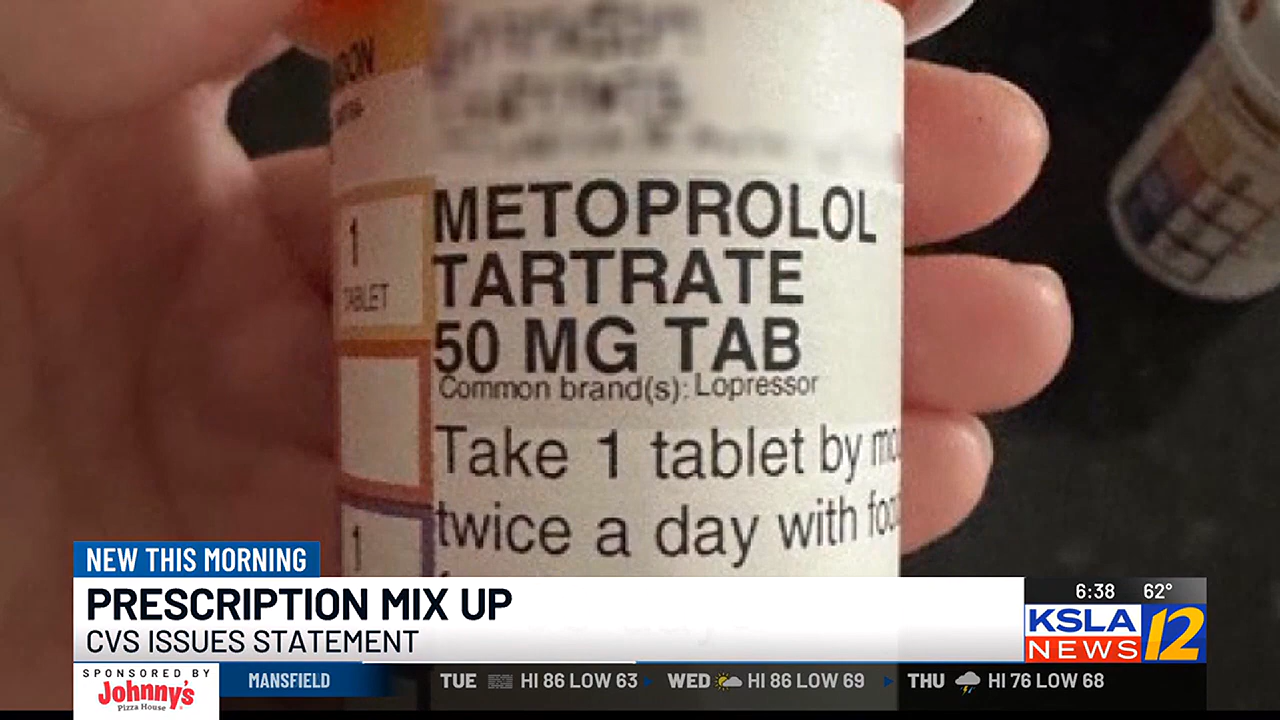 1
TABLET
METOPROLOL
TARTRATE
50 MG TAB
Common brand(s): Lopressor
Take 1 tablet by
twice a day with
1
NEW THIS MORNING
PRESCRIPTION MIX UP
CVS ISSUES STATEMENT
6:38 62°
KSLA
NEWS 12
SPONSORED BY
Johnny's
Pizza House
MANSFIELD
TUE HI 86 LOW 63
WED HI 86 LOW 69
THU HI 76 LOW 68